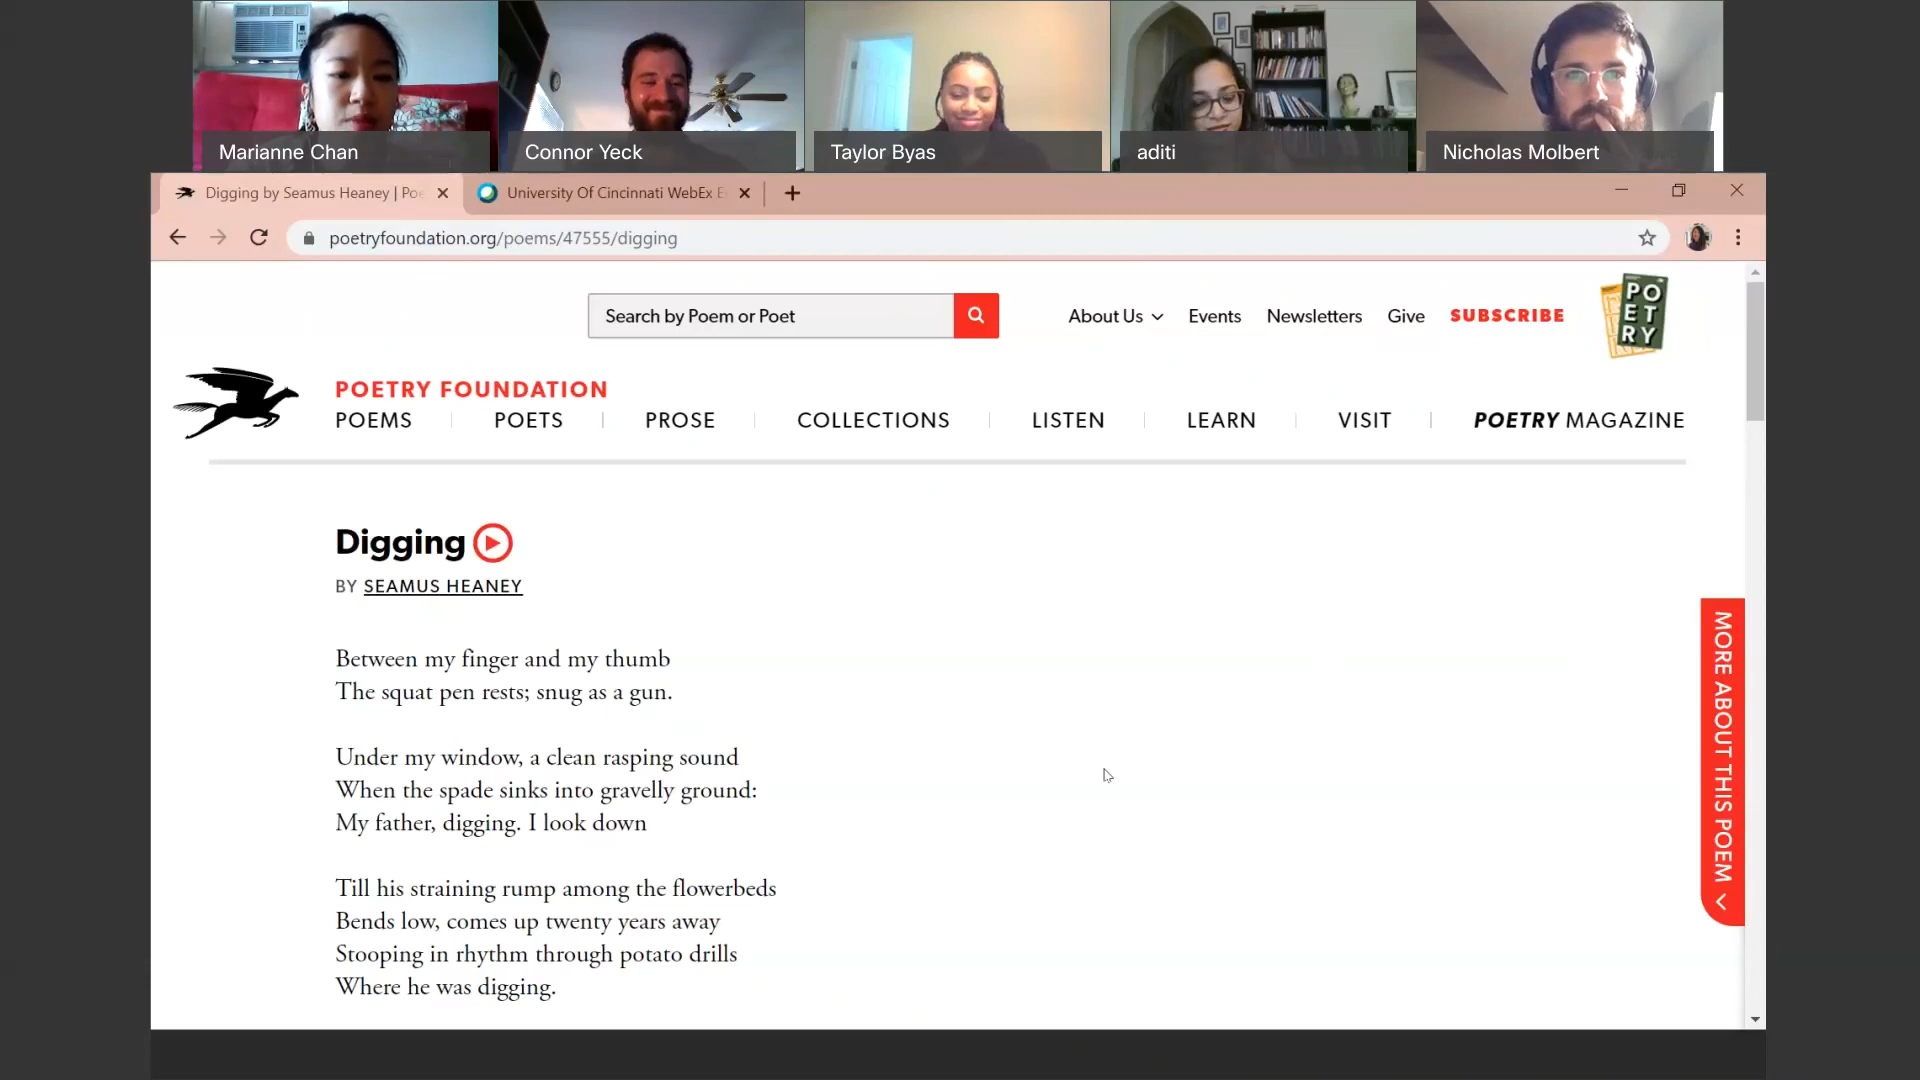 Marianne Chan
Connor Yeck
Taylor Byas
aditi
Nicholas Molbert
Digging by Seamus Heaney | Poe
University Of Cincinnati WebEx E
poetryfoundation.org/poems/47555/digging
Search by Poem or Poet
About Us
Events
Newsletters
Give
SUBSCRIBE
PO
ET
RY
POETRY FOUNDATION
POEMS
POETS
PROSE
COLLECTIONS
LISTEN
LEARN
VISIT
POETRY MAGAZINE
Digging
BY SEAMUS HEANEY
Between my finger and my thumb
The squat pen rests; snug as a gun.
Under my window, a clean rasping sound
When the spade sinks into gravelly ground:
My father, digging. I look down
Till his straining rump among the flowerbeds
Bends low, comes up twenty years away
Stooping in rhythm through potato drills
Where he was digging.
MORE ABOUT THIS POEM